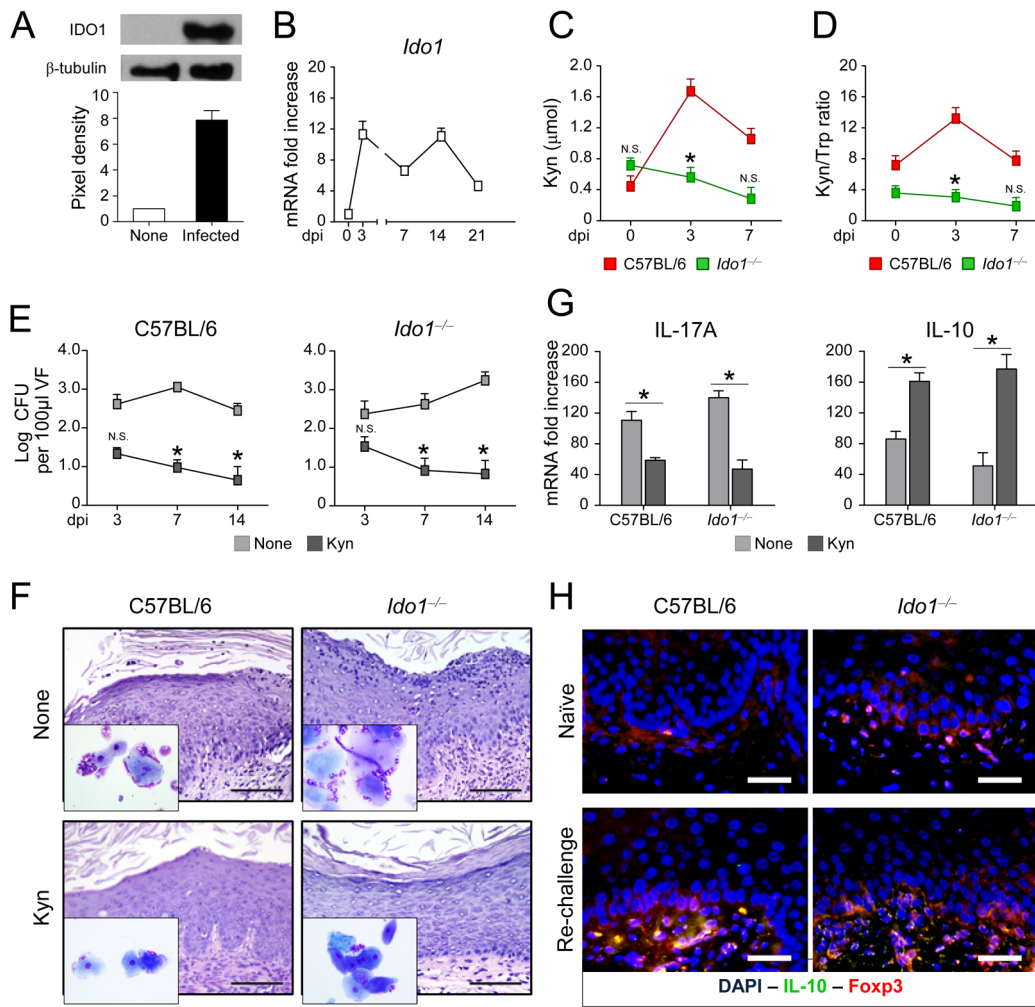 A
IDO1
β-tubulin
Pixel density
10
8
6
4
2
0
None Infected
B
Ido1
mRNA fold increase
20
16
12
8
4
0
dpi 0 3 7 14 21
C
Kyn (μmol)
2.0
1.6
1.2
0.8
0.4
N.S.
*
N.S.
dpi 0 3 7
C57BL/6 Ido1–/–
D
Kyn/Trp ratio
20
16
12
8
4
0
*
N.S.
dpi 0 3 7
C57BL/6 Ido1–/–
E
C57BL/6 Ido1–/–
Log CFU
per 100μl VF
4.0
3.0
2.0
1.0
0.0
N.S.
*
*
dpi 3 7 14
4.0
3.0
2.0
1.0
0.0
N.S.
*
*
3 7 14
None Kyn
G
IL-17A IL-10
mRNA fold increase
200
160
120
80
40
0
*
*
C57BL/6 Ido1–/–
200
160
120
80
40
0
*
*
C57BL/6 Ido1–/–
None Kyn
F
C57BL/6 Ido1–/–
None
Kyn
H
C57BL/6 Ido1–/–
Naïve
Re-challenge
DAPI – IL-10 – Foxp3